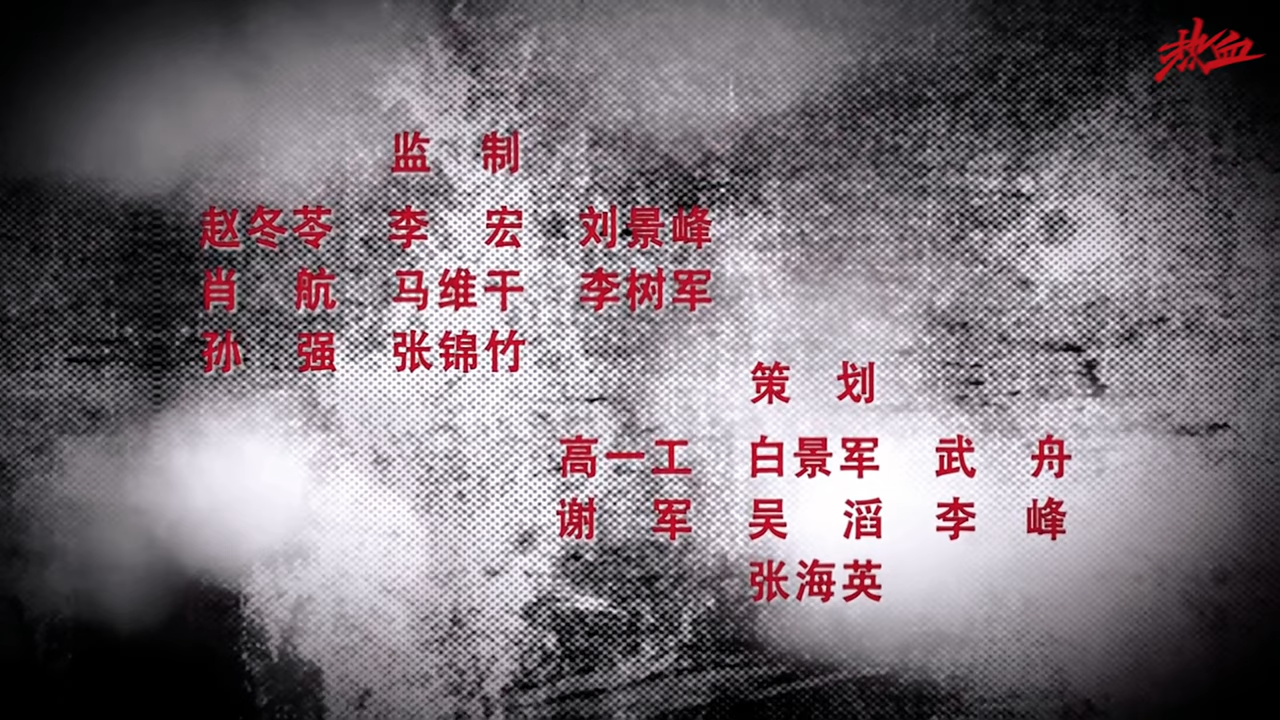 热血
监制
赵冬苓 李宏 刘景峰
肖航 马维干 李树军
孙强 张锦竹
策划
高一工 白景军 武舟
谢军 吴滔 李峰
张海英